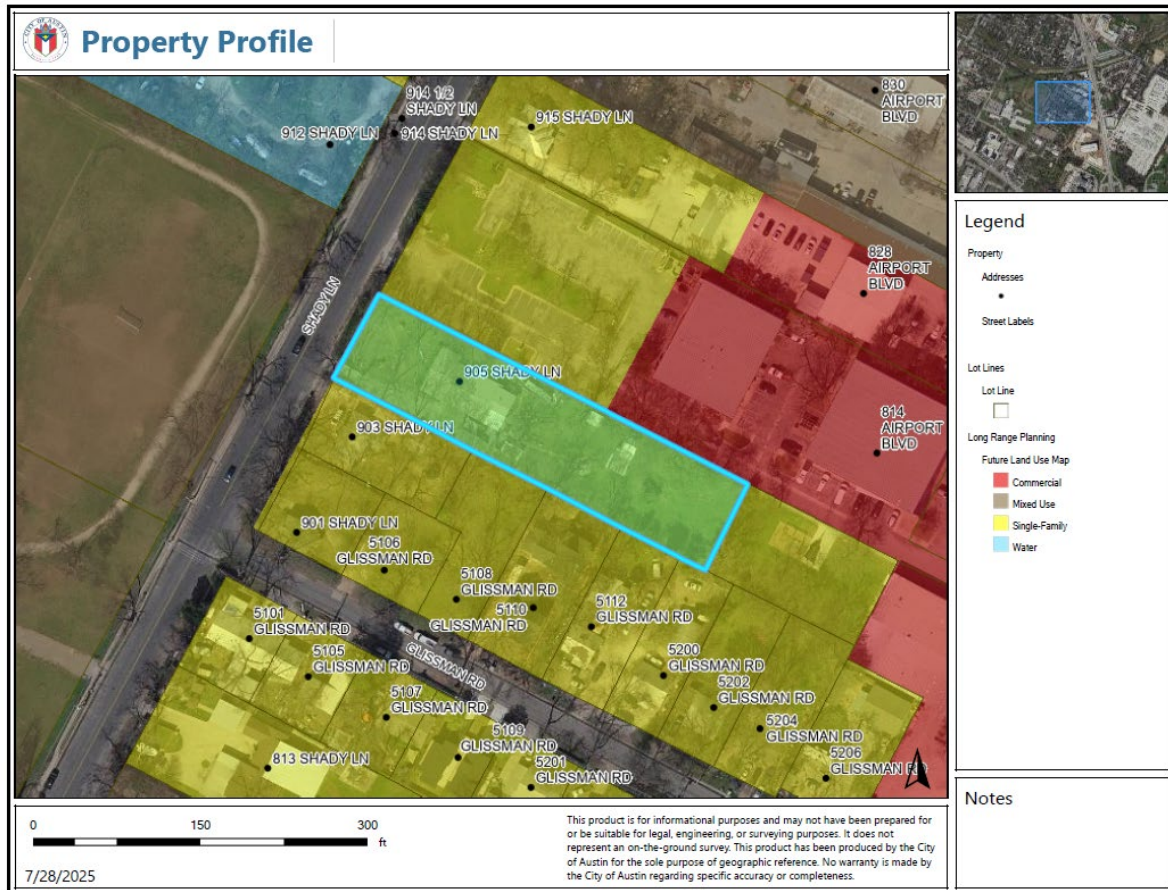 Property Profile
914 1/2
SHADY LN
914 SHADY LN
912 SHADY LN
915 SHADY LN
830
AIRPORT
BLVD
828
AIRPORT
BLVD
SHADY LN
905 SHADY LN
903 SHADY LN
814
AIRPORT
BLVD
901 SHADY LN
5106
GLISSMAN RD
5108
GLISSMAN RD
5110
GLISSMAN RD
5112
GLISSMAN RD
5101
GLISSMAN RD
5105
GLISSMAN RD
GLISSMAN RD
5200
GLISSMAN RD
5202
GLISSMAN RD
5107
GLISSMAN RD
5204
GLISSMAN RD
5109
GLISSMAN RD
813 SHADY LN
5201
GLISSMAN RD
5206
GLISSMAN RD
Legend
Property
Addresses
Street Labels
Lot Lines
Lot Line
Long Range Planning
Future Land Use Map
Commercial
Mixed Use
Single-Family
Water
Notes
0 150 300
ft
7/28/2025
This product is for informational purposes and may not have been prepared for
or be suitable for legal, engineering, or surveying purposes. It does not
represent an on-the-ground survey. This product has been produced by the City
of Austin for the sole purpose of geographic reference. No warranty is made by
the City of Austin regarding specific accuracy or completeness.